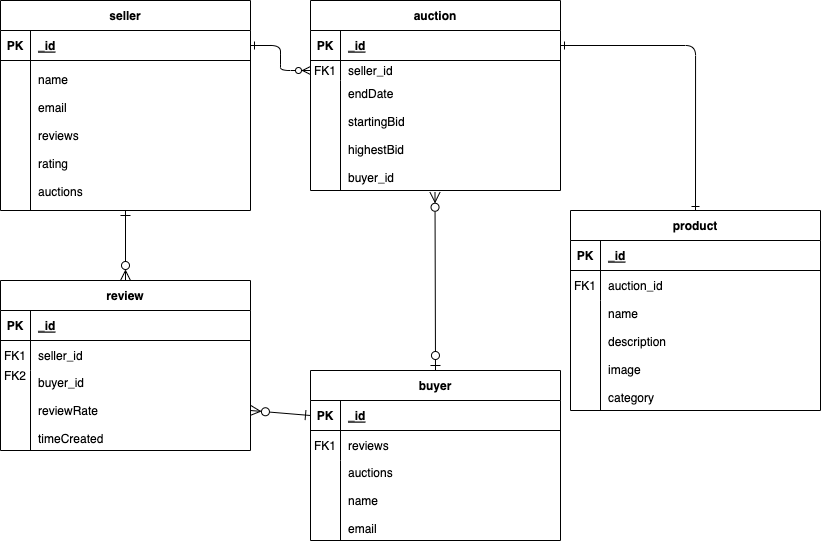 seller
PK _id
name
email
reviews
rating
auctions
auction
PK _id
FK1 seller_id
endDate
startingBid
highestBid
buyer_id
product
PK _id
FK1 auction_id
name
description
image
category
review
PK _id
FK1 seller_id
FK2 buyer_id
reviewRate
timeCreated
buyer
PK _id
FK1 reviews
auctions
name
email